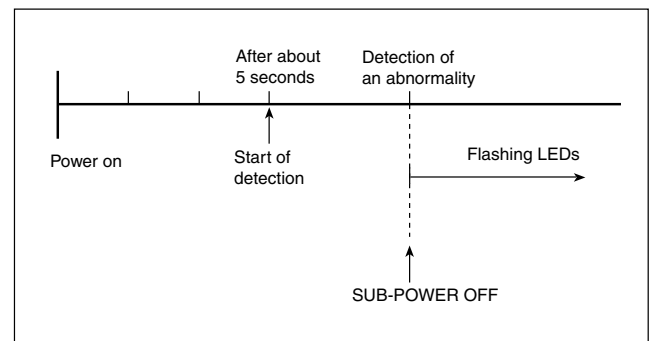 After about
5 seconds
Detection of
an abnormality
Power on
Start of
detection
Flashing LEDs
SUB-POWER OFF